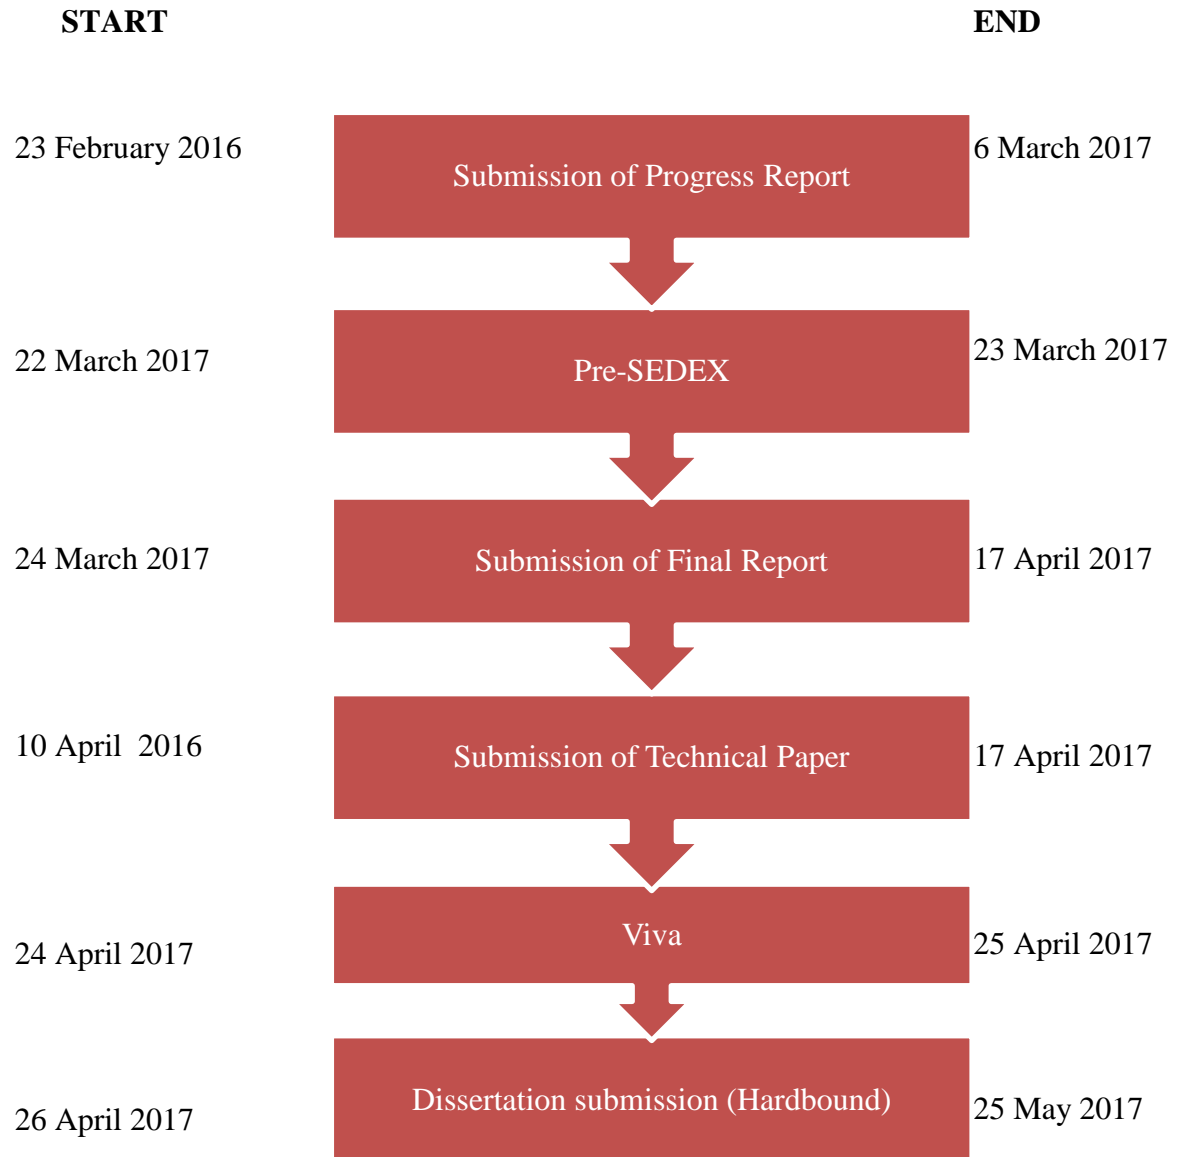 START END
23 February 2016 Submission of Progress Report 6 March 2017
22 March 2017 Pre-SEDEX 23 March 2017
24 March 2017 Submission of Final Report 17 April 2017
10 April  2016 Submission of Technical Paper 17 April 2017
24 April 2017 Viva 25 April 2017
26 April 2017 Dissertation submission (Hardbound) 25 May 2017